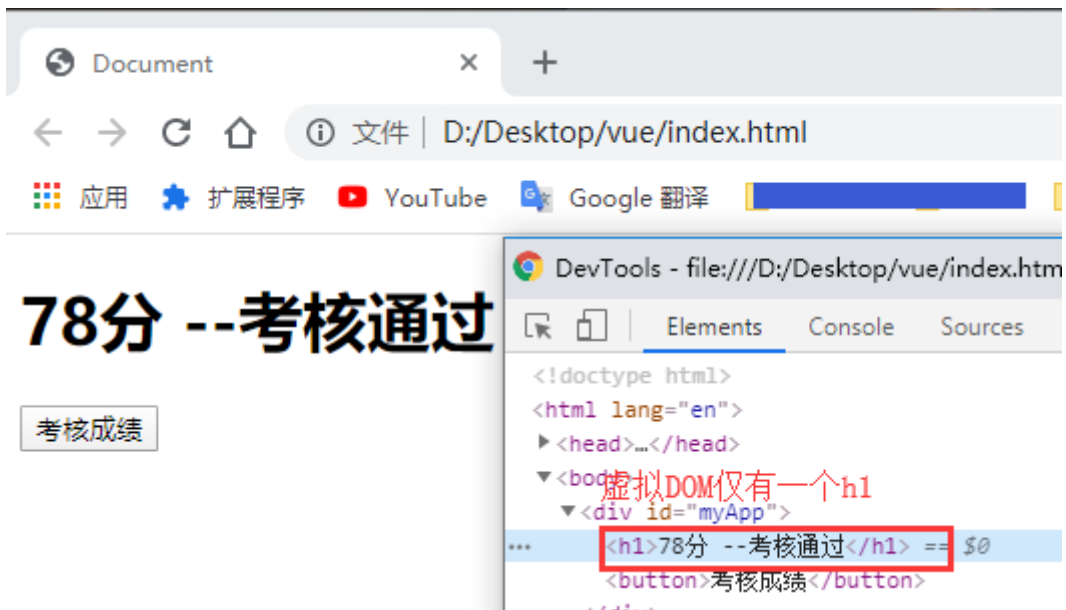 Document
文件 | D:/Desktop/vue/index.html
应用 扩展程序 YouTube Google 翻译
DevTools - file:///D:/Desktop/vue/index.htm
78分 --考核通过
Elements Console Sources
<!doctype html>
<html lang="en">
考核成绩
<head>…</head>
虚拟DOM仅有一个h1
<div id="myApp">
<h1>78分 --考核通过</h1> == $0
<button>考核成绩</button>